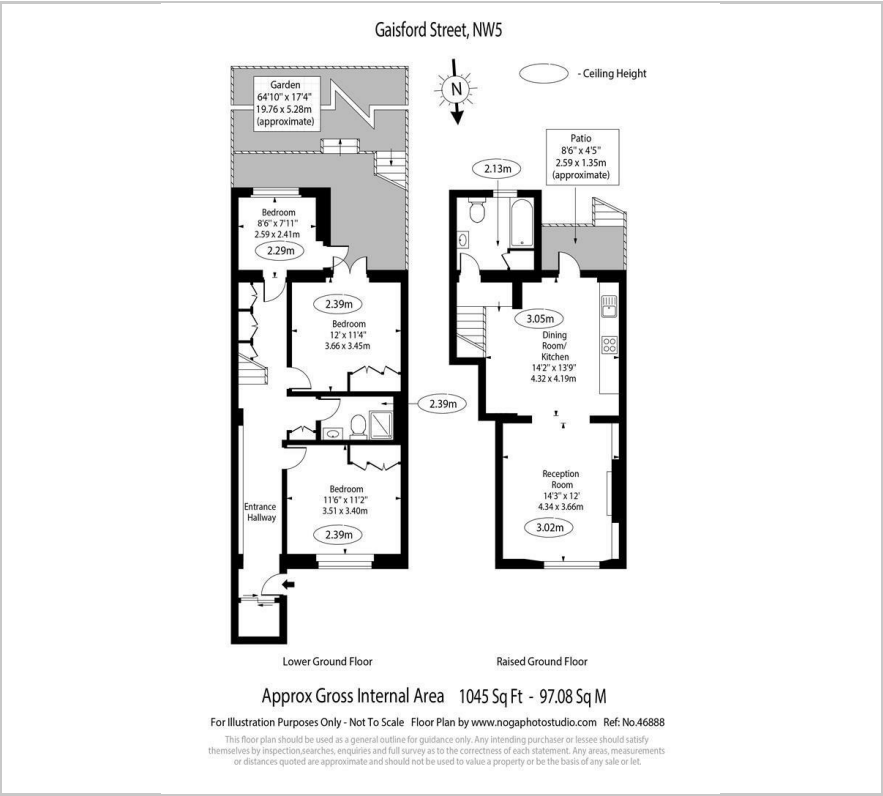 Gaisford Street, NW5
- Ceiling Height
N
Garden
64'10" x 17'4"
19.76 x 5.28m
(approximate)
Patio
8'6" x 4'5"
2.59 x 1.35m
(approximate)
2.13m
Bedroom
8'6" x 7'11"
2.59 x 2.41m
2.29m
2.39m
Bedroom
12' x 11'4"
3.66 x 3.45m
3.05m
Dining
Room/
Kitchen
14'2" x 13'9"
4.32 x 4.19m
2.39m
Bedroom
11'6" x 11'2"
3.51 x 3.40m
2.39m
Entrance
Hallway
Reception
Room
14'3" x 12'
4.34 x 3.66m
3.02m
Lower Ground Floor
Raised Ground Floor
Approx Gross Internal Area 1045 Sq Ft - 97.08 Sq M
For Illustration Purposes Only - Not To Scale Floor Plan by www.nogaphotostudio.com Ref: No.46888
This floor plan should be used as a general outline for guidance only. Any intending purchaser or lessee should satisfy
themselves by inspection,searches, enquiries and full survey as to the correctness of each statement. Any areas, measurements
or distances quoted are approximate and should not be used to value a property or be the basis of any sale or let.